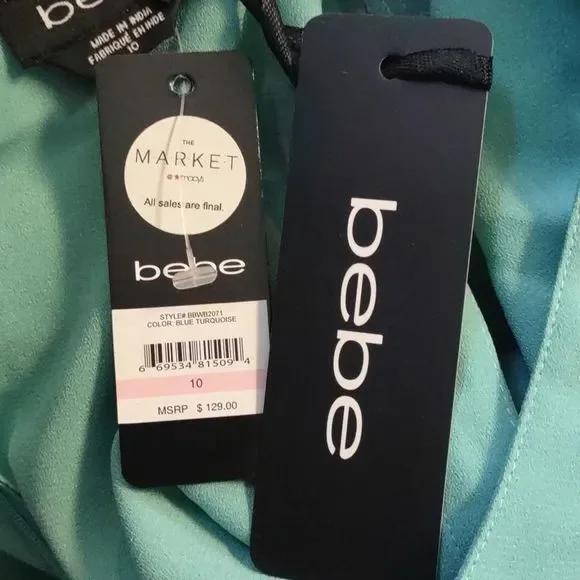 bebe
MADE IN INDIA
FABRIQUÉ EN INDE
10
THE
MARKET
@ macys
All sales are final.
bebe
STYLE# BBWB2071
COLOR: BLUE TURQUOISE
6 69534 81509 4
10
MSRP $ 129.00
bebe